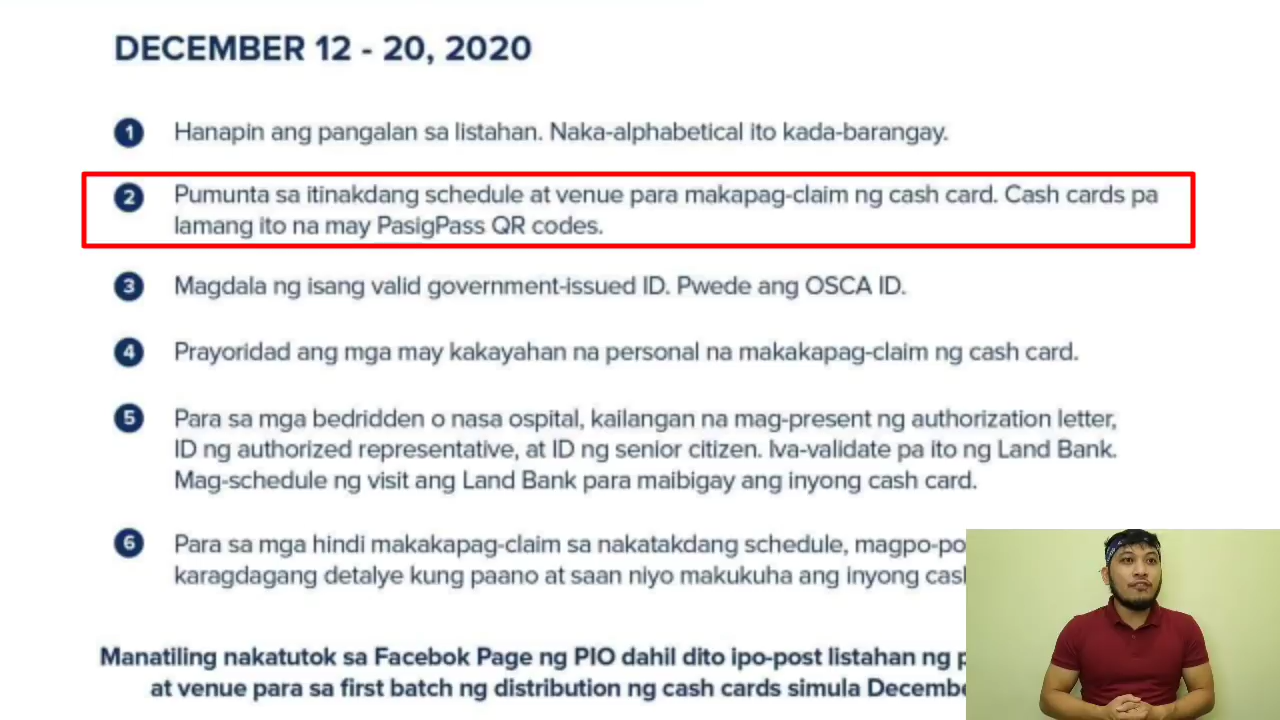 DECEMBER 12 - 20, 2020
1 Hanapin ang pangalan sa listahan. Naka-alphabetical ito kada-barangay.
2 Pumunta sa itinakdang schedule at venue para makapag-claim ng cash card. Cash cards pa
lamang ito na may PasigPass QR codes.
3 Magdala ng isang valid government-issued ID. Pwede ang OSCA ID.
4 Prayoridad ang mga may kakayahan na personal na makakapag-claim ng cash card.
5 Para sa mga bedridden o nasa ospital, kailangan na mag-present ng authorization letter,
ID ng authorized representative, at ID ng senior citizen. Iva-validate pa ito ng Land Bank.
Mag-schedule ng visit ang Land Bank para maibigay ang inyong cash card.
6 Para sa mga hindi makakapag-claim sa nakatakdang schedule, magpo-po
karagdagang detalye kung paano at saan niyo makukuha ang inyong cas
Manatiling nakatutok sa Facebok Page ng PIO dahil dito ipo-post listahan ng p
at venue para sa first batch ng distribution ng cash cards simula Decembe